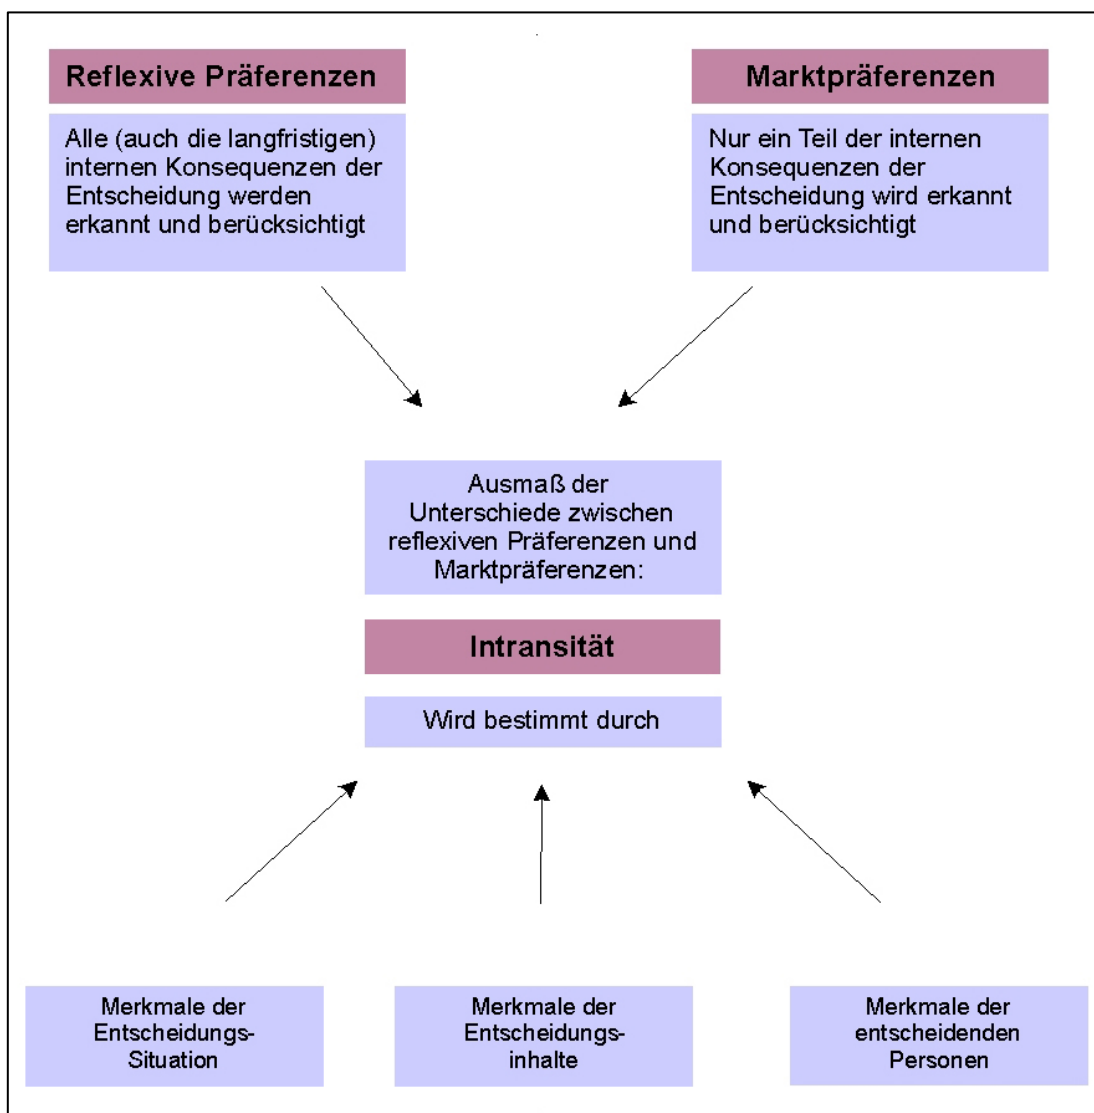 Reflexive Präferenzen
Alle (auch die langfristigen)
internen Konsequenzen der
Entscheidung werden
erkannt und berücksichtigt
Marktpräferenzen
Nur ein Teil der internen
Konsequenzen der
Entscheidung wird erkannt
und berücksichtigt
Ausmaß der
Unterschiede zwischen
reflexiven Präferenzen und
Marktpräferenzen:
Intransität
Wird bestimmt durch
Merkmale der
Entscheidungs-
Situation
Merkmale der
Entscheidungs-
inhalte
Merkmale der
entscheidenden
Personen